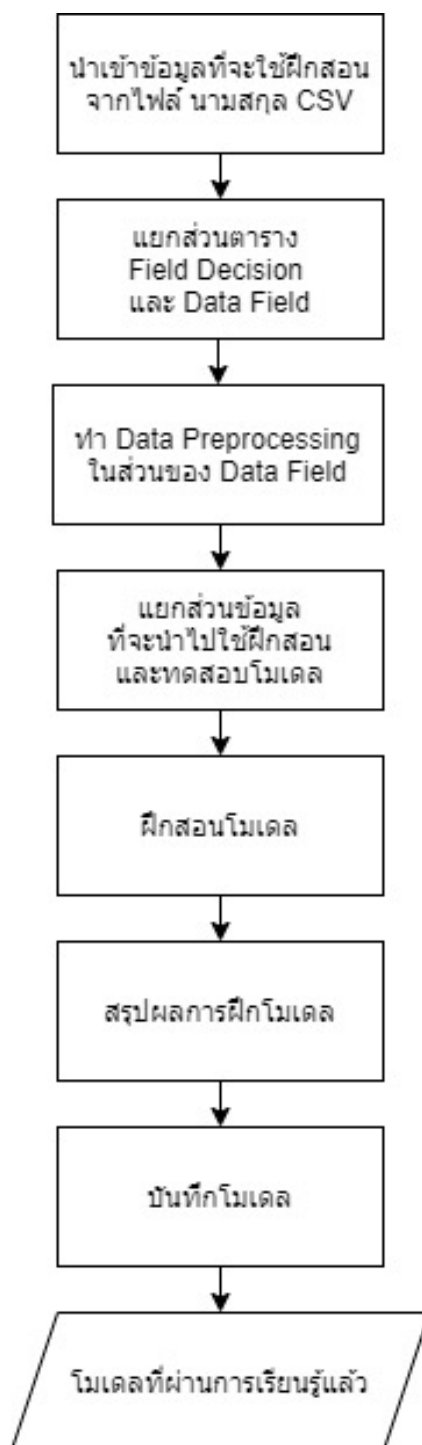 นำเข้าข้อมูลที่จะใช้ฝึกสอน
จากไฟล์ นามสกุล CSV
แยกส่วนตาราง
Field Decision
และ Data Field
ทำ Data Preprocessing
ในส่วนของ Data Field
แยกส่วนข้อมูล
ที่จะนำไปใช้ฝึกสอน
และทดสอบโมเดล
ฝึกสอนโมเดล
สรุปผลการฝึกโมเดล
บันทึกโมเดล
โมเดลที่ผ่านการเรียนรู้แล้ว